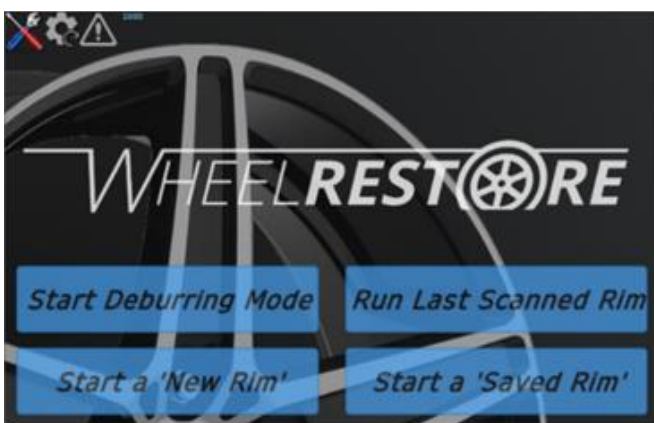 WHEELRESTORE
Start Deburring Mode
Run Last Scanned Rim
Start a 'New Rim'
Start a 'Saved Rim'